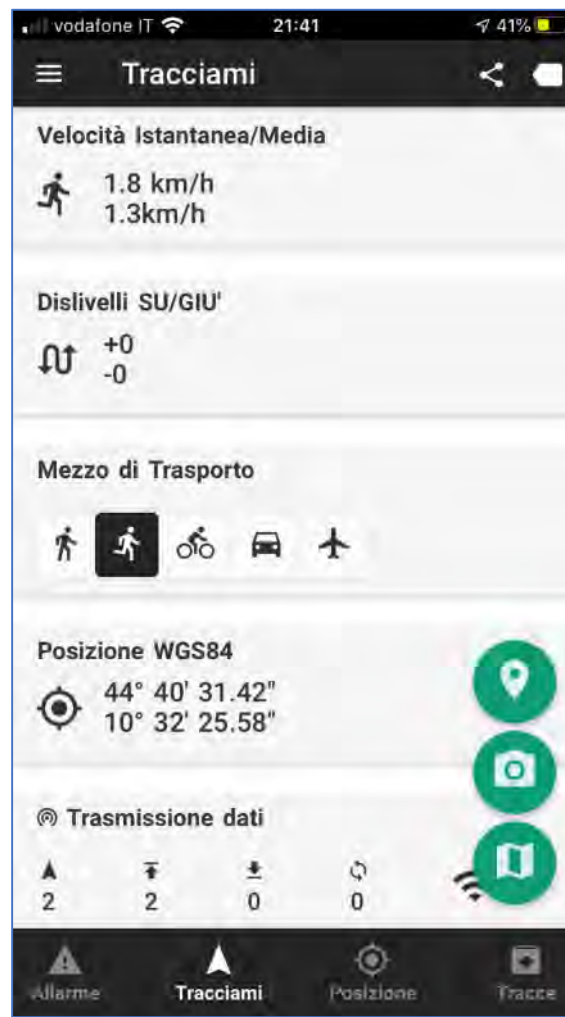 vodafone IT 21:41 41%
Tracciami
Velocità Istantanea/Media
1.8 km/h
1.3km/h
Dislivelli SU/GIU'
+0
-0
Mezzo di Trasporto
Posizione WGS84
44° 40' 31.42"
10° 32' 25.58"
Trasmissione dati
2 2 0 0
Allarme Tracciami Posizione Tracce